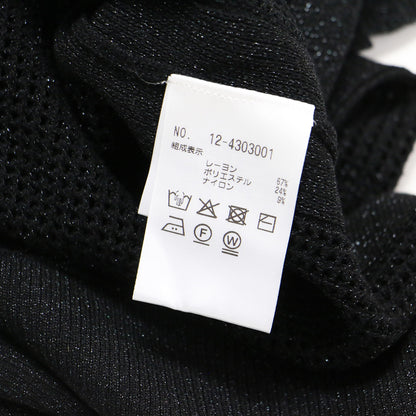 NO. 12-4303001
組成表示
レーヨン 67%
ポリエステル 24%
ナイロン 9%
F W